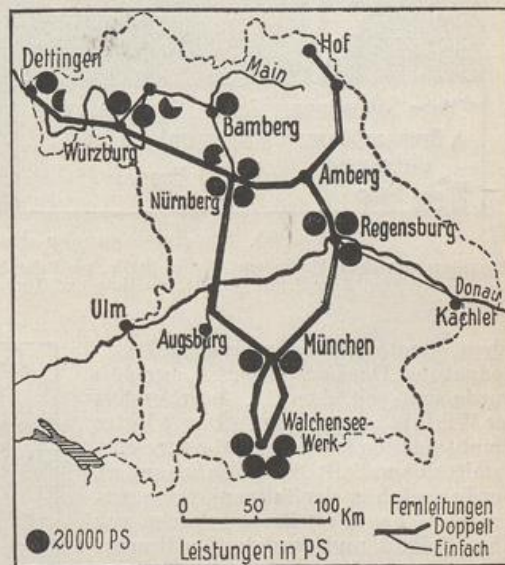 Dettingen
Hof
Main
Bamberg
Würzburg
Nürnberg
Amberg
Regensburg
Donau
Kachlet
Ulm
Augsburg
München
Walchensee-
Werk
0 50 100 Km
20000 PS
Leistungen in PS
Fernleitungen
Doppelt
Einfach